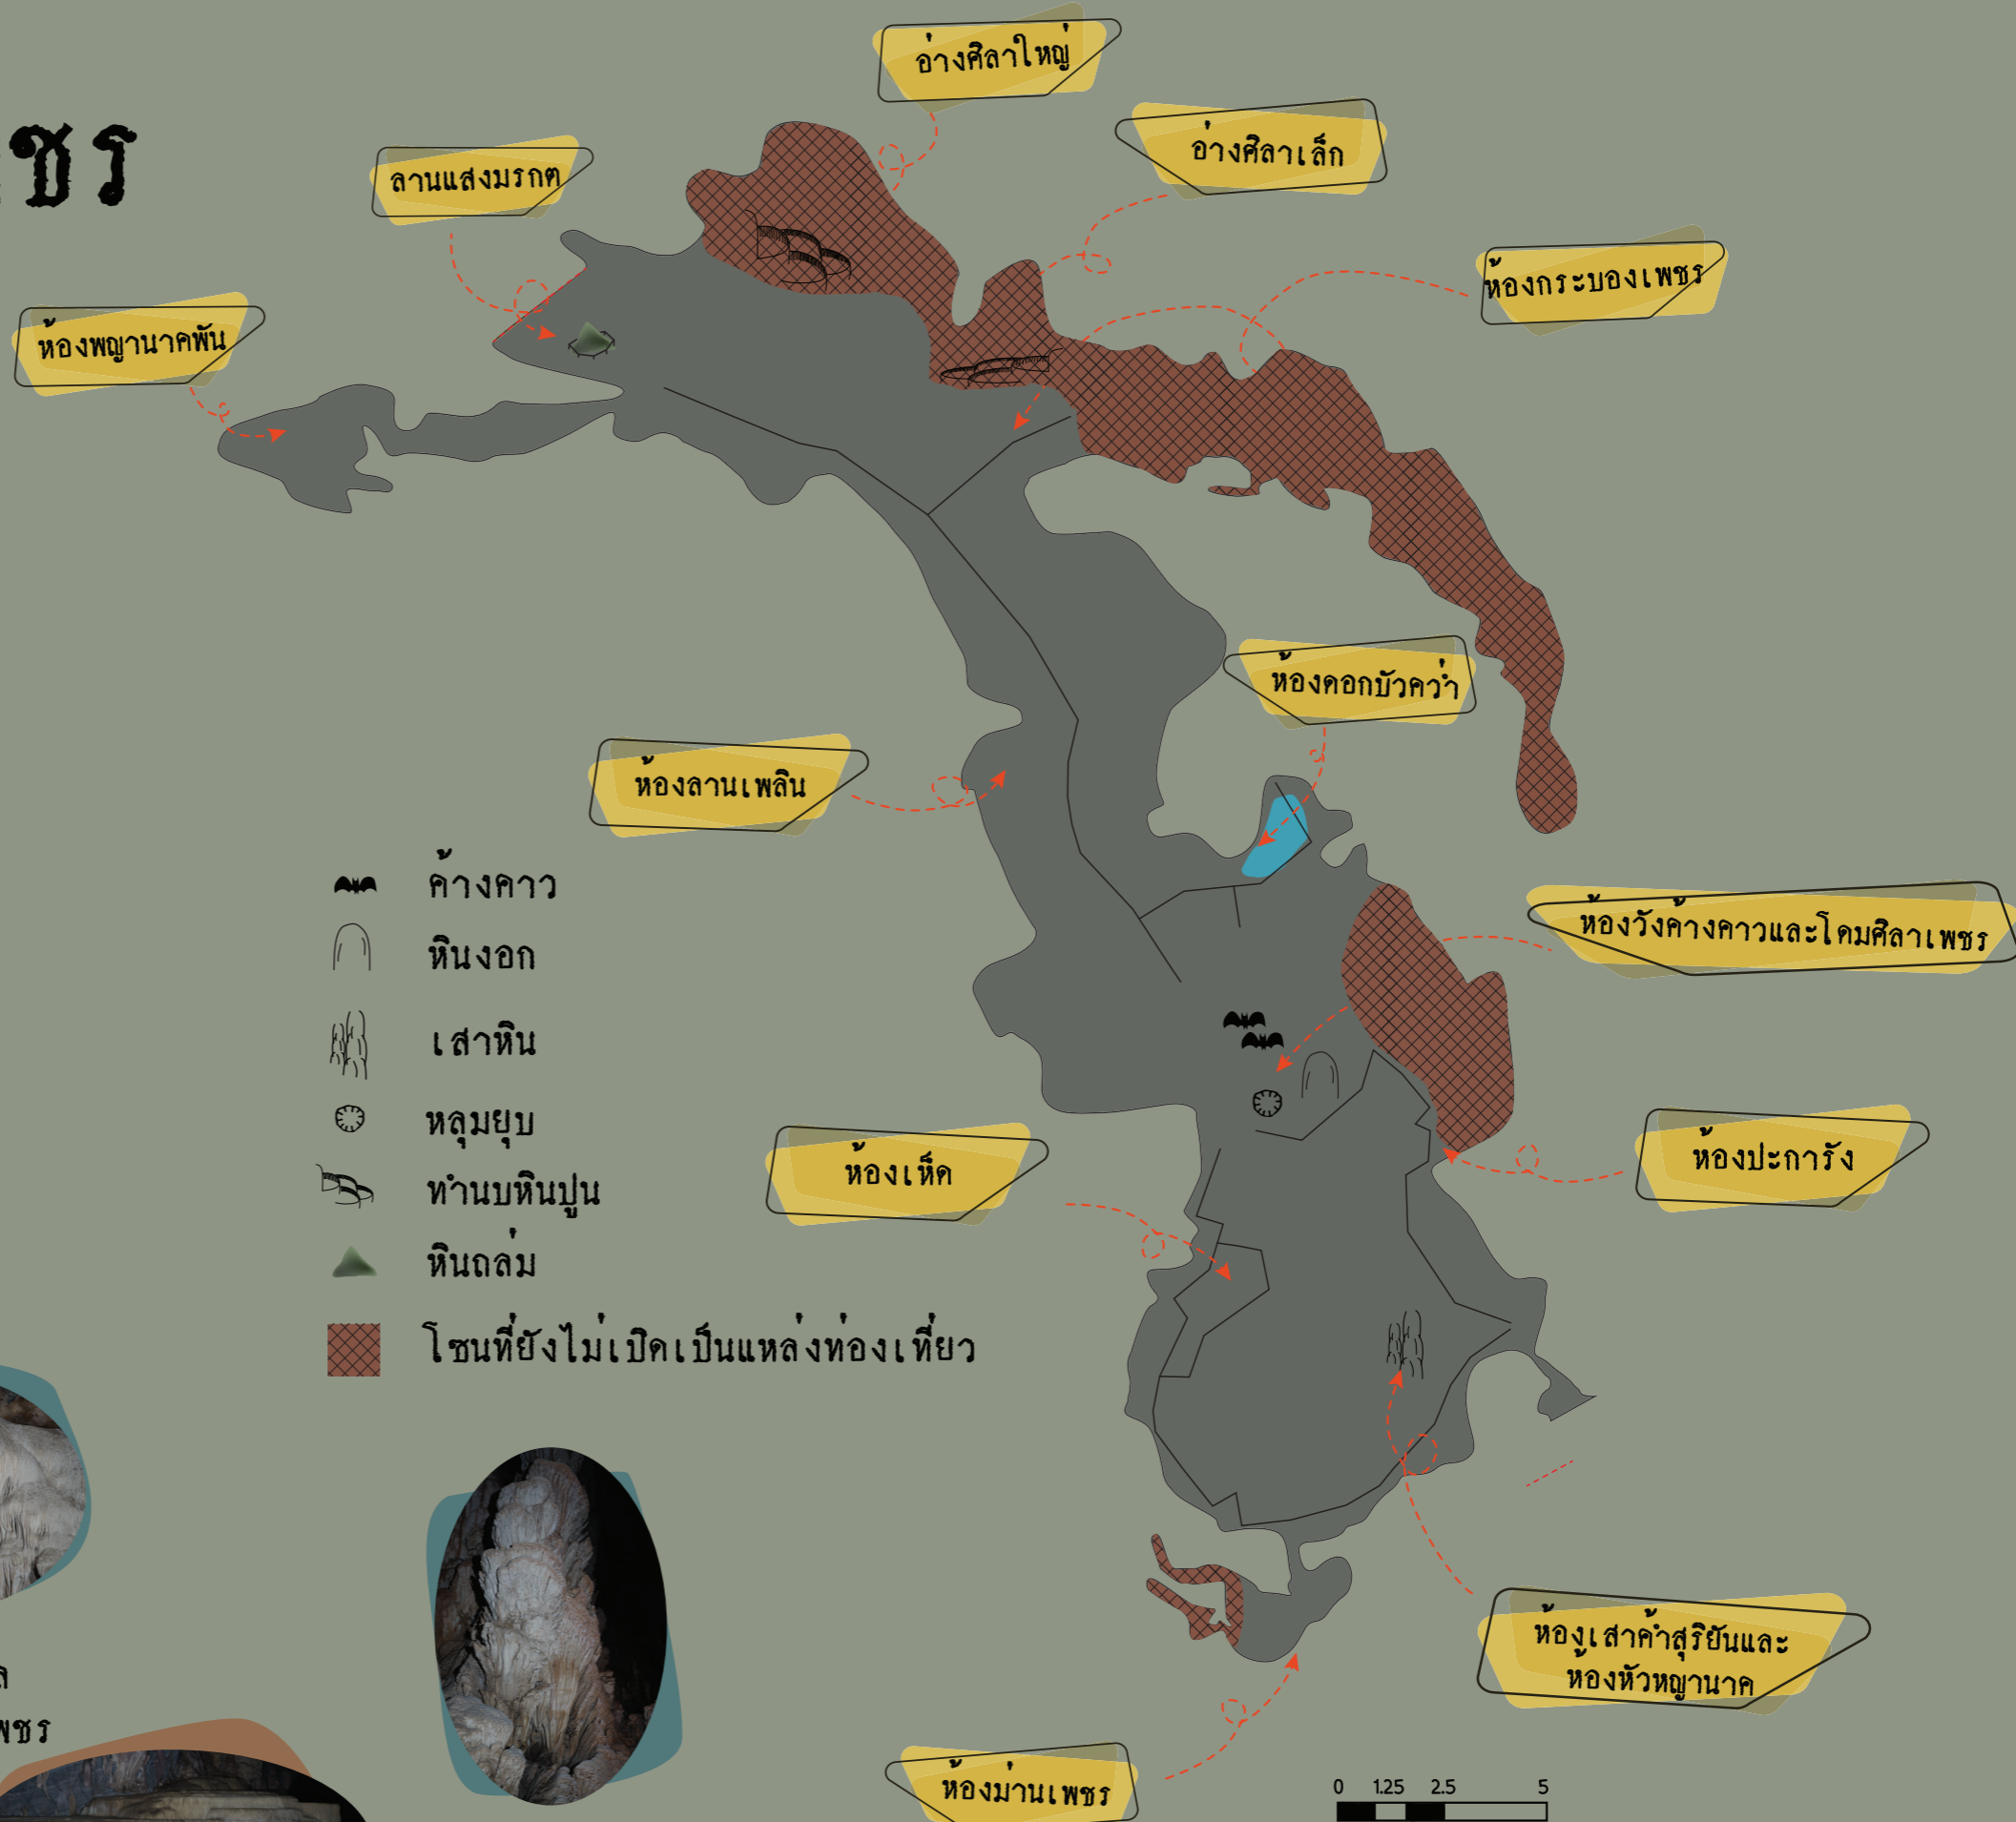 อ่างศิลาใหญ่
อ่างศิลาเล็ก
ชร
ลานแสงมรกต
ห้องกระบองเพชร
ห้องพญานาคพัน
ห้องดอกบัวคว่ำ
ห้องลานเพลิน
ค้างคาว
หินงอก
เสาหิน
หลุมยุบ
ทำนบหินปูน
หินถล่ม
โซนที่ยังไม่เปิดเป็นแหล่งท่องเที่ยว
ห้องวังค้างคาวและโดมศิลาเพชร
ห้องเห็ด
ห้องปะการัง
ห้องเสาค้ำสุริยันและ
ห้องหัวหญานาค
ล
พชร
ห้องม่านเพชร
0 1.25 2.5 5